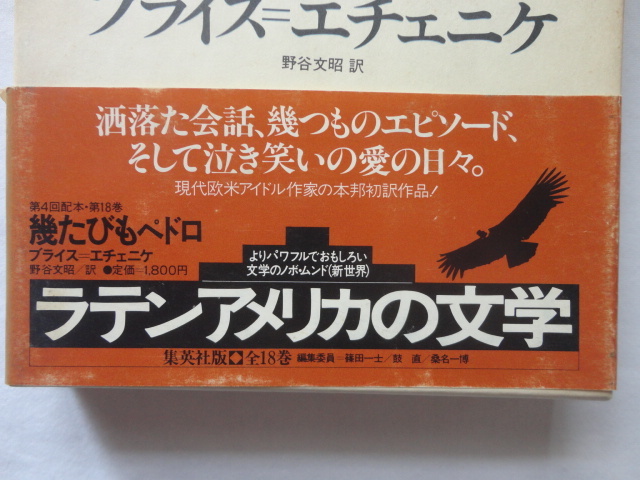 ブライス=エチェニケ
野谷文昭 訳
洒落た会話、幾つものエピソード、
そして泣き笑いの愛の日々。
現代欧米アイドル作家の本邦初訳作品!
第4回配本・第18巻
幾たびもペドロ
ブライス=エチェニケ
野谷文昭/訳 ●定価=1,800円
よりパワフルでおもしろい
文学のノボ・ムンド(新世界)
ラテンアメリカの文学
集英社版◆全18巻 編集委員=篠田一士/鼓 直/桑名一博